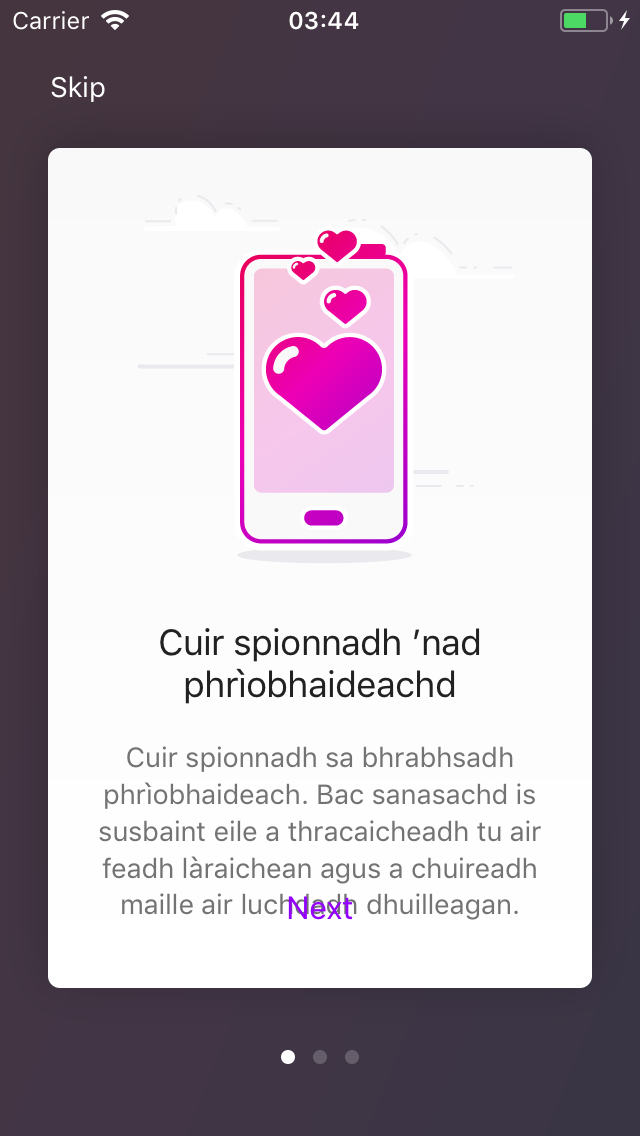 Carrier 03:44
Skip
Cuir spionnadh ’nad
phrìobhaideachd
Cuir spionnadh sa bhrabhsadh
phrìobhaideach. Bac sanasachd is
susbaint eile a thracaicheadh tu air
feadh làraichean agus a chuireadh
maille air luchdadh dhuilleagan.
Next